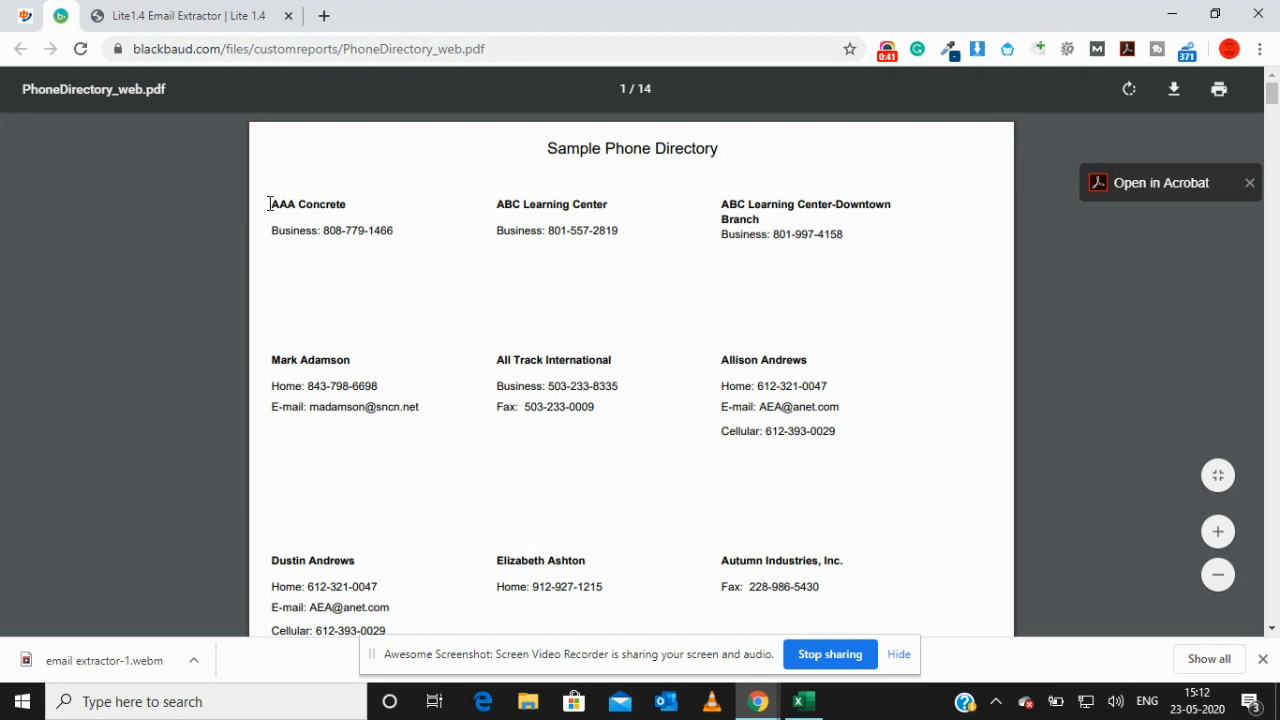 Lite1.4 Email Extractor | Lite 1.4
blackbaud.com/files/customreports/PhoneDirectory_web.pdf
0:41
371
PhoneDirectory_web.pdf
1 / 14
Open in Acrobat
Sample Phone Directory
AAA Concrete
Business: 808-779-1466
ABC Learning Center
Business: 801-557-2819
ABC Learning Center-Downtown
Branch
Business: 801-997-4158
Mark Adamson
Home: 843-798-6698
E-mail: madamson@sncn.net
All Track International
Business: 503-233-8335
Fax: 503-233-0009
Allison Andrews
Home: 612-321-0047
E-mail: AEA@anet.com
Cellular: 612-393-0029
Dustin Andrews
Home: 612-321-0047
E-mail: AEA@anet.com
Cellular: 612-393-0029
Elizabeth Ashton
Home: 912-927-1215
Autumn Industries, Inc.
Fax: 228-986-5430
email extractor-1.webm
Awesome Screenshot: Screen Video Recorder is sharing your screen and audio.
Stop sharing
Hide
Show all
Type here to search
ENG
15:12
23-05-2020
3